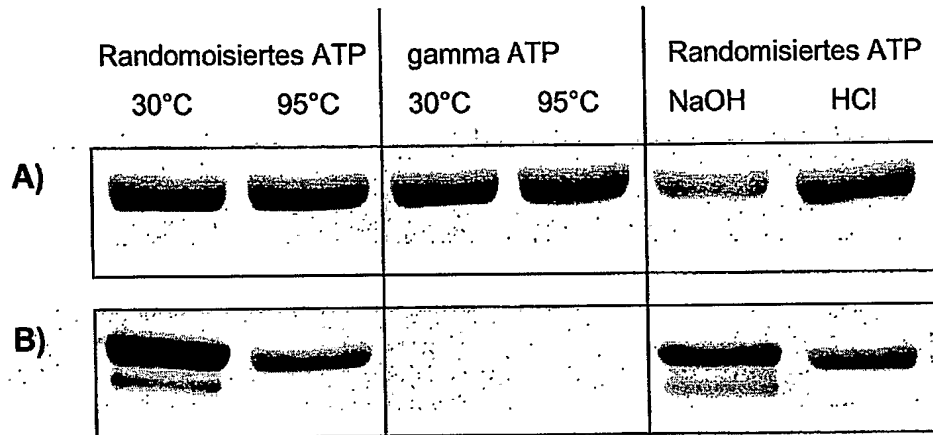 Randomoisiertes ATP gamma ATP Randomisiertes ATP
30°C 95°C 30°C 95°C NaOH HCl
A)
B)